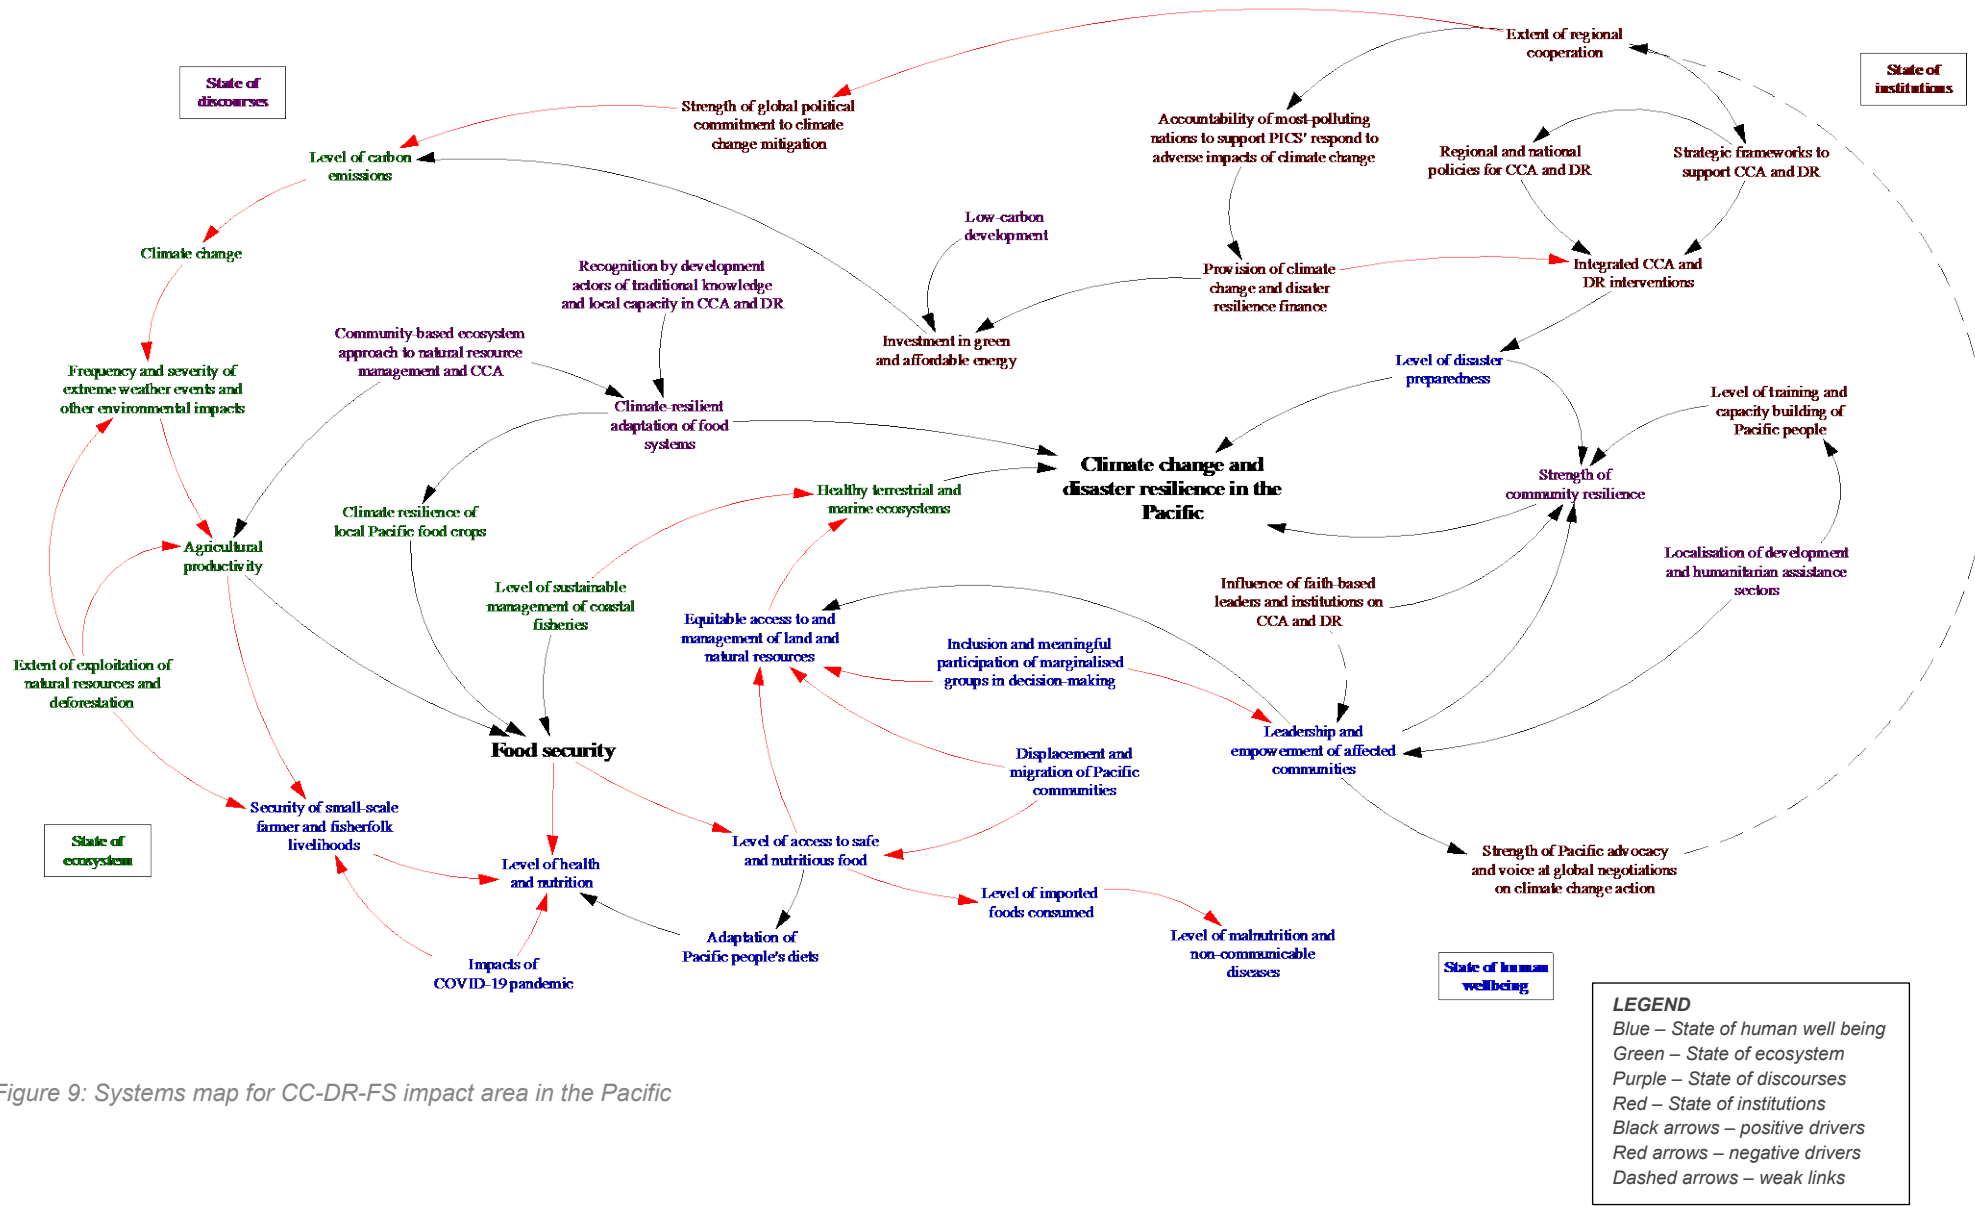 Extent of regional
cooperation
State of
discourses
State of
institutions
Strength of global political
commitment to climate
change mitigation
Accountability of most-polluting
nations to support PICS' respond to
adverse impacts of climate change
Regional and national
policies for CCA and DR
Strategic frameworks to
support CCA and DR
Level of carbon
emissions
Low-carbon
development
Climate change
Recognition by development
actors of traditional knowledge
and local capacity in CCA and DR
Provision of climate
change and disater
resilience finance
Integrated CCA and
DR interventions
Community-based ecosystem
approach to natural resource
management and CCA
Investment in green
and affordable energy
Level of disaster
preparedness
Frequency and severity of
extreme weather events and
other environmental impacts
Level of training and
capacity building of
Pacific people
Climate-resilient
adaptation of food
systems
Climate change and
disaster resilience in the
Pacific
Strength of
community resilience
Healthy terrestrial and
marine ecosystems
Climate resilience of
local Pacific food crops
Agricultural
productivity
Localisation of development
and humanitarian assistance
sectors
Level of sustainable
management of coastal
fisheries
Influence of faith-based
leaders and institutions on
CCA and DR
Equitable access to and
management of land and
natural resources
Inclusion and meaningful
participation of marginalised
groups in decision-making
Extent of exploitation of
natural resources and
deforestation
Food security
Leadership and
empowerment of affected
communities
Displacement and
migration of Pacific
communities
Security of small-scale
farmer and fisherfolk
livelihoods
State of
ecosystem
Level of access to safe
and nutritious food
Level of health
and nutrition
Strength of Pacific advocacy
and voice at global negotiations
on climate change action
Level of imported
foods consumed
Adaptation of
Pacific people's diets
Level of malnutrition and
non-communicable
diseases
Impacts of
COVID-19 pandemic
State of human
wellbeing
LEGEND
Blue – State of human well being
Green – State of ecosystem
Purple – State of discourses
Red – State of institutions
Black arrows – positive drivers
Red arrows – negative drivers
Dashed arrows – weak links
Figure 9: Systems map for CC-DR-FS impact area in the Pacific